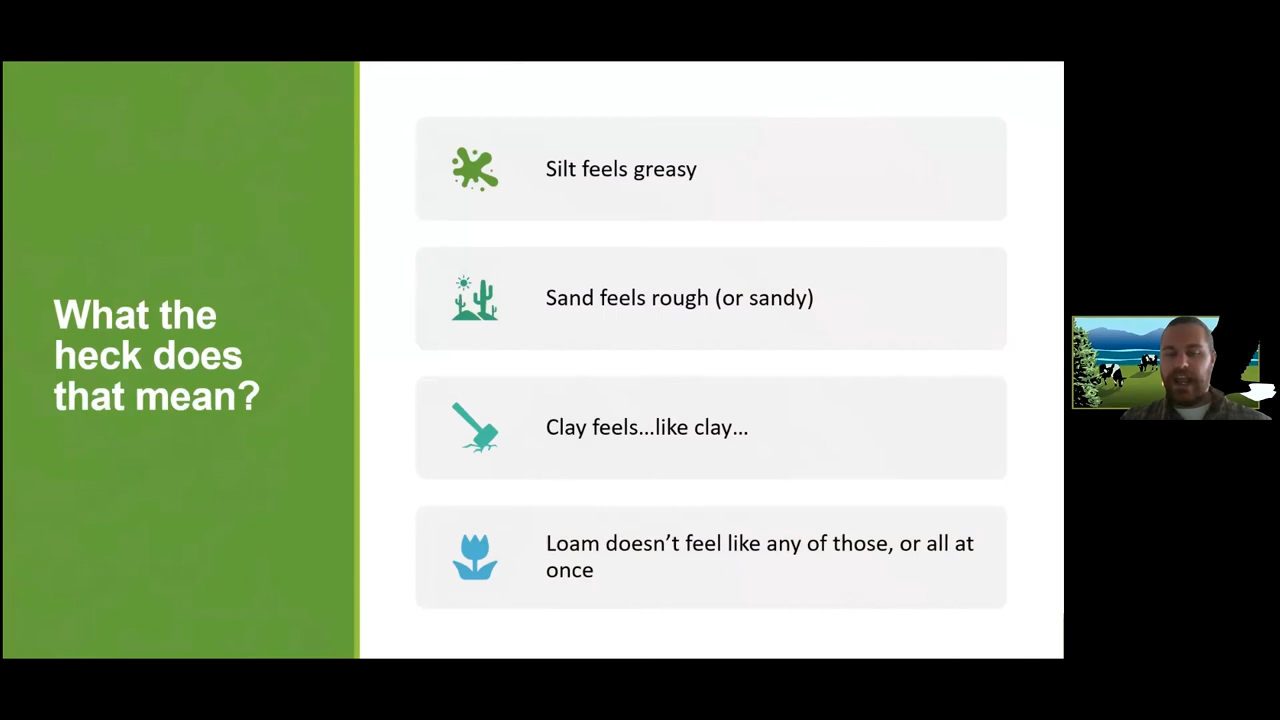 What the
heck does
that mean?
Silt feels greasy
Sand feels rough (or sandy)
Clay feels...like clay...
Loam doesn’t feel like any of those, or all at
once